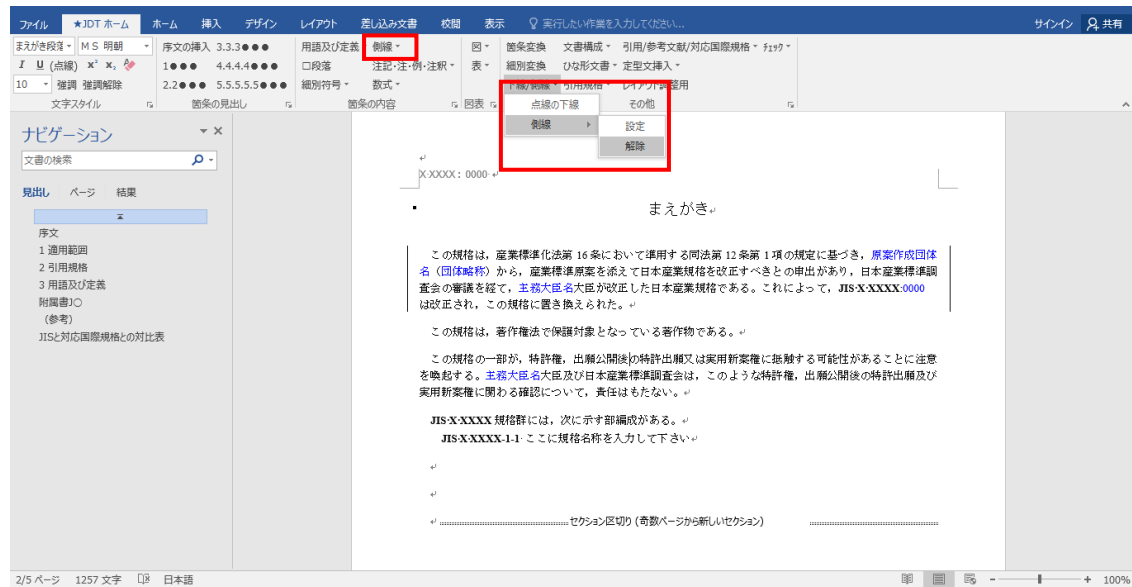 ファイル ★JDT ホーム ホーム 挿入 デザイン レイアウト 差し込み文書 校閲 表示 実行したい作業を入力してください... サインイン 共有
まえがき段落 ＭＳ 明朝 序文の挿入 3.3.3●●● 用語及び定義 側線 図 箇条変換 文書構成 引用/参考文献/対応国際規格 ﾁｪｯｸ
I U (点線) x² x₂ 1●●● 4.4.4.4●●● □段落 注記·注·例·注釈 表 細別変換 ひな形文書 定型文挿入
10 強調 強調解除 2.2●●● 5.5.5.5.5●●● 細別符号 数式 下線/側線 引用規格 レイアウト調整用
文字スタイル 箇条の見出し 箇条の内容 図表 その他
点線の下線
側線 設定
解除
ナビゲーション
文書の検索
見出し ページ 結果
序文
1 適用範囲
2 引用規格
3 用語及び定義
附属書JO
(参考)
JISと対応国際規格との対比表
X·XXXX：0000
まえがき
この規格は，産業標準化法第 16 条において準用する同法第 12 条第 1 項の規定に基づき，原案作成団体
名（団体略称）から，産業標準原案を添えて日本産業規格を改正すべきとの申出があり，日本産業標準調
査会の審議を経て，主務大臣名大臣が改正した日本産業規格である。これによって，JIS·X·XXXX:0000
は改正され，この規格に置き換えられた。
この規格は，著作権法で保護対象となっている著作物である。
この規格の一部が，特許権，出願公開後の特許出願又は実用新案権に抵触する可能性があることに注意
を喚起する。主務大臣名大臣及び日本産業標準調査会は，このような特許権，出願公開後の特許出願及び
実用新案権に関わる確認について，責任はもたない。
JIS·X·XXXX 規格群には，次に示す部編成がある。
JIS·X·XXXX-1-1· ここに規格名称を入力して下さい
セクション区切り (奇数ページから新しいセクション)
2/5 ページ 1257 文字 日本語 100%